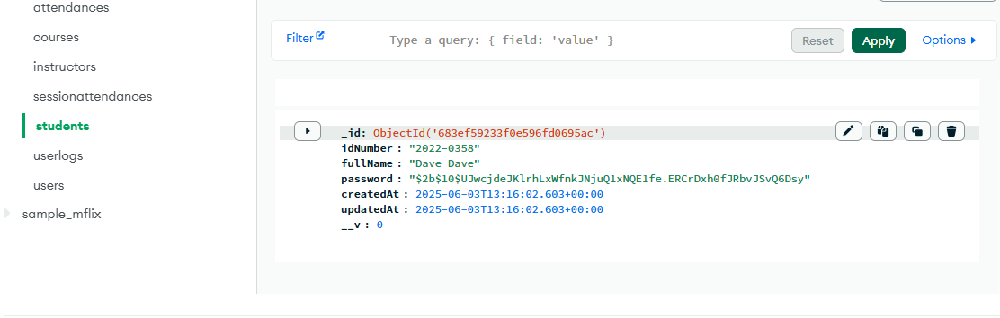 attendances
courses
instructors
sessionattendances
students
userlogs
users
sample_mflix
Filter
Type a query: { field: 'value' }
Reset
Apply
Options
_id: ObjectId('683ef59233f0e596fd0695ac')
idNumber : "2022-0358"
fullName : "Dave Dave"
password : "$2b$10$UJwcjdeJKlrhLxWfnkJNjuQ1xNQE1fe.ERCrDxh0fJRbvJSvQ6Dsy"
createdAt : 2025-06-03T13:16:02.603+00:00
updatedAt : 2025-06-03T13:16:02.603+00:00
__v : 0